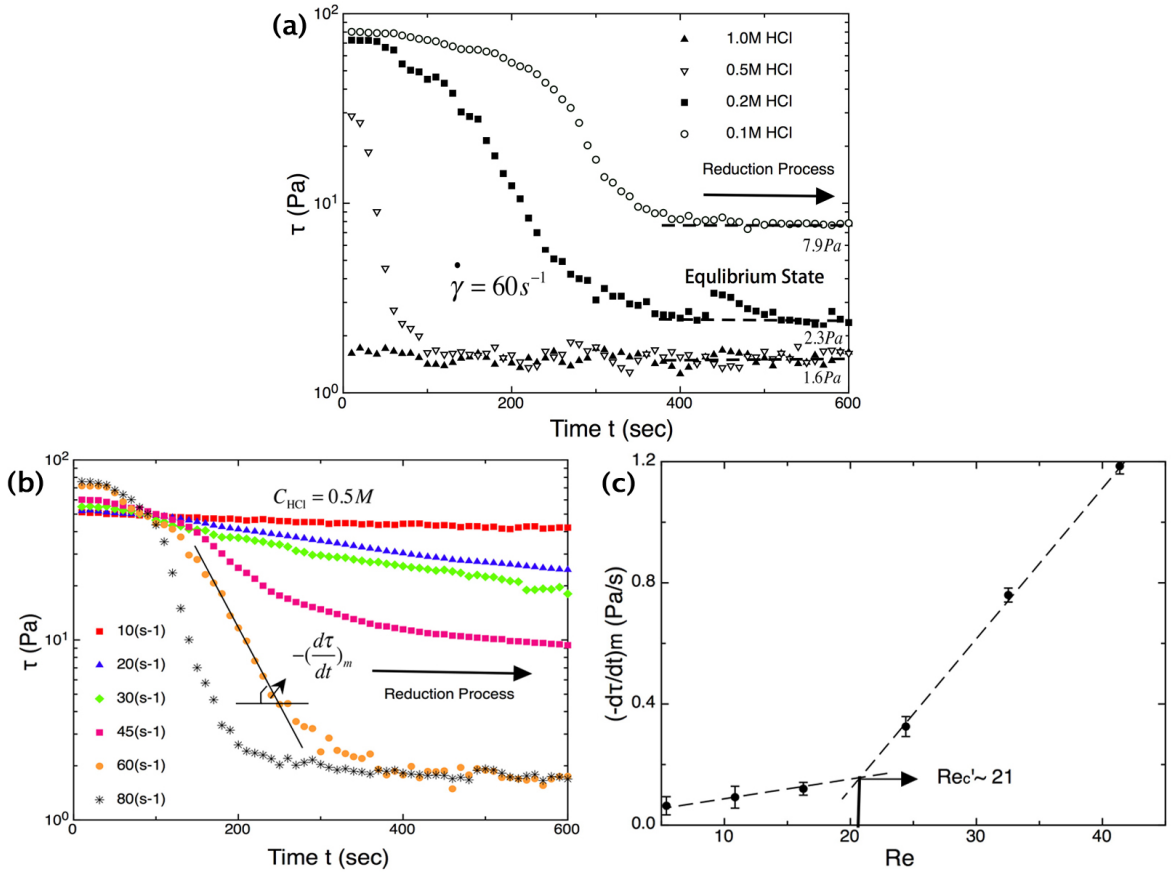 (a)
10²
10¹
10⁰
τ (Pa)
1.0M HCl
0.5M HCl
0.2M HCl
0.1M HCl
Reduction Process
7.9Pa
Equlibrium State
γ̇ = 60s⁻¹
2.3Pa
1.6Pa
0 200 400 600
Time t (sec)
(b)
10²
10¹
10⁰
τ (Pa)
C_HCl = 0.5M
10(s-1)
20(s-1)
30(s-1)
45(s-1)
60(s-1)
80(s-1)
-(dτ/dt)m
Reduction Process
0 200 400 600
Time t (sec)
(c)
1.2
0.8
0.4
0.00
(-dτ/dt)m (Pa/s)
Rec'~ 21
10 20 30 40
Re